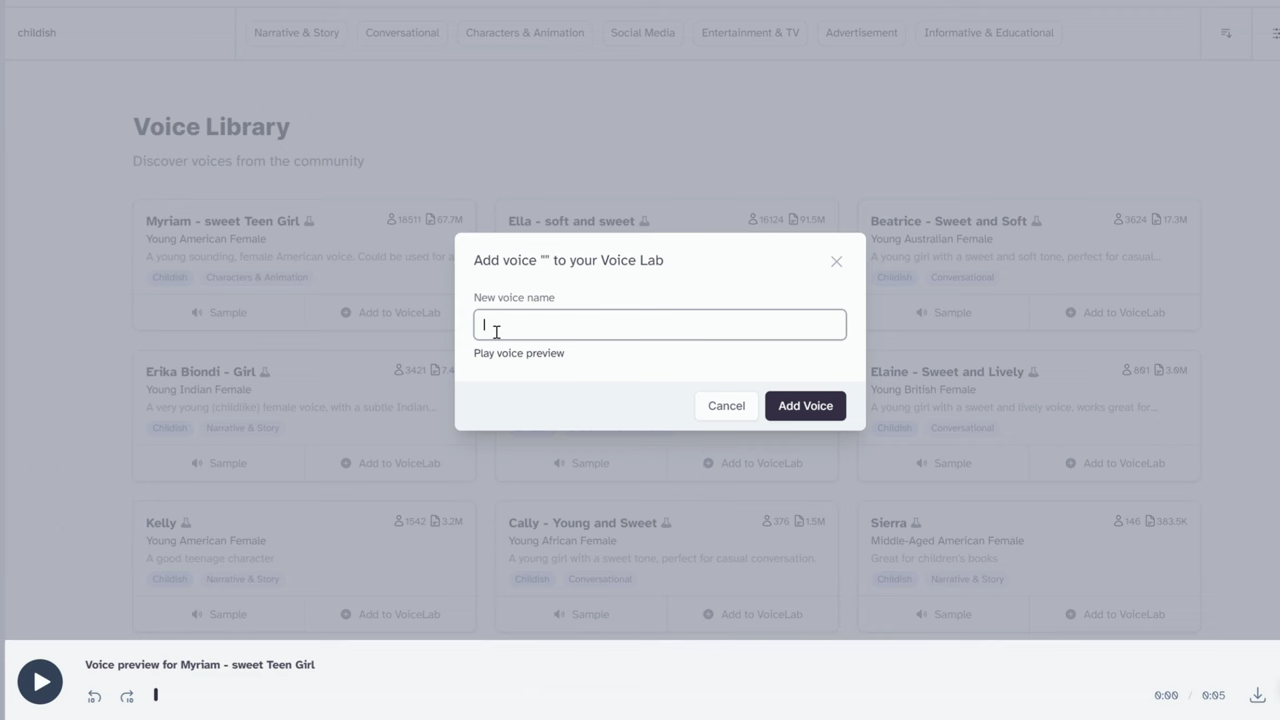 childish
Narrative & Story
Conversational
Characters & Animation
Social Media
Entertainment & TV
Advertisement
Informative & Educational
Voice Library
Discover voices from the community
Myriam - sweet Teen Girl
18511 67.7M
Young American Female
A young sounding, female American voice. Could be used for a
Childish Characters & Animation
Sample Add to VoiceLab
Ella - soft and sweet
16124 91.5M
Beatrice - Sweet and Soft
3624 17.3M
Young Australian Female
A young girl with a sweet and soft tone, perfect for casual...
Childish Conversational
Sample Add to VoiceLab
Add voice "" to your Voice Lab
New voice name
Play voice preview
Cancel Add Voice
Erika Biondi - Girl
3421 7.4
Young Indian Female
A very young (childlike) female voice, with a subtle Indian...
Childish Narrative & Story
Sample Add to VoiceLab
Sample Add to VoiceLab
Elaine - Sweet and Lively
801 3.0M
Young British Female
A young girl with a sweet and lively voice, works great for...
Childish Conversational
Sample Add to VoiceLab
Kelly
1542 3.2M
Young American Female
A good teenage character
Childish Narrative & Story
Sample Add to VoiceLab
Cally - Young and Sweet
376 1.5M
Young African Female
A young girl with a sweet tone, perfect for casual conversation.
Childish Conversational
Sample Add to VoiceLab
Sierra
146 383.5K
Middle-Aged American Female
Great for children's books
Childish Narrative & Story
Sample Add to VoiceLab
Voice preview for Myriam - sweet Teen Girl
10 10
0:00 / 0:05